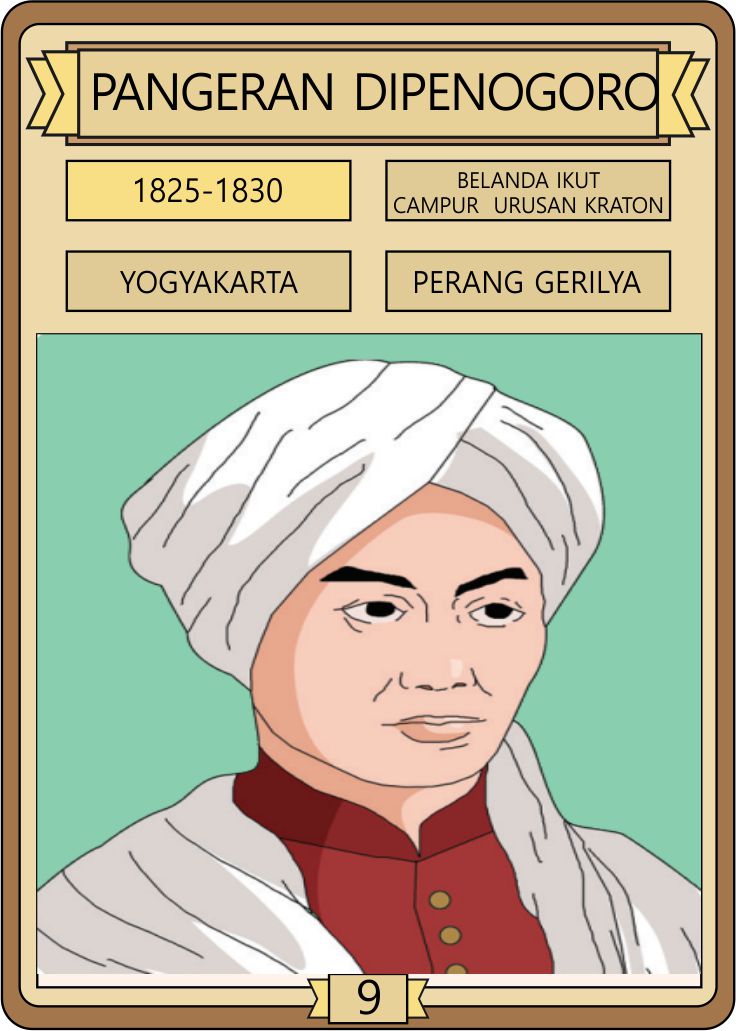 PANGERAN DIPENOGORO
1825-1830
BELANDA IKUT
CAMPUR URUSAN KRATON
YOGYAKARTA
PERANG GERILYA
9